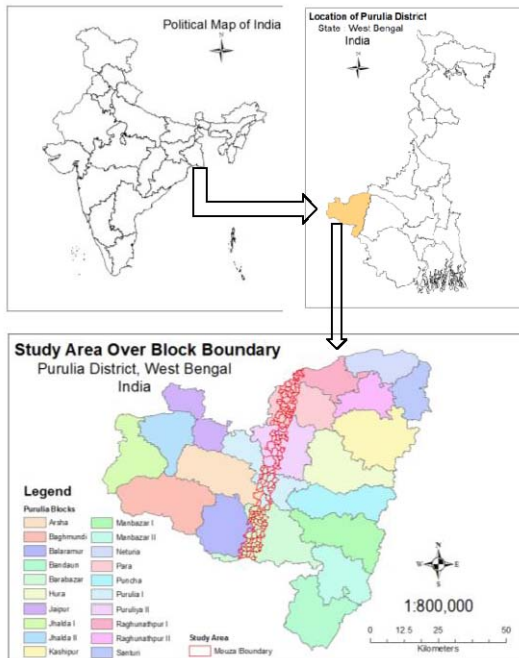 Political Map of India
Location of Purulia District
State : West Bengal
India
Study Area Over Block Boundary
Purulia District, West Bengal
India
Legend
Purulia Blocks
Arsha
Baghmundi
Balaramur
Bandaun
Barabazar
Hura
Jaipur
Jhalda I
Jhalda II
Kashipur
Manbazar I
Manbazar II
Neturia
Para
Puncha
Purulia I
Puruliya II
Raghunathpur I
Raghunathpur II
Santuri
Study Area
Mouza Boundary
N
W E
S
1:800,000
0 12.5 25
Kilometers